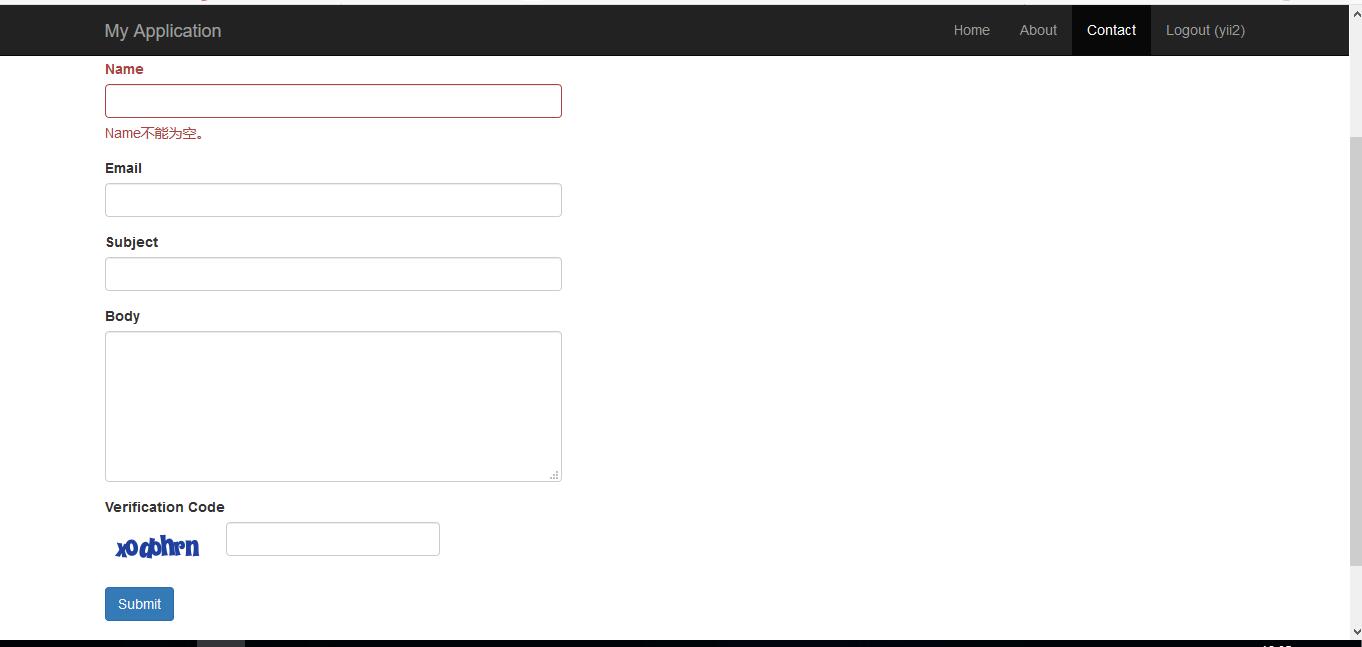 My Application
Home About Contact Logout (yii2)
Name
Name不能为空。
Email
Subject
Body
Verification Code
Submit